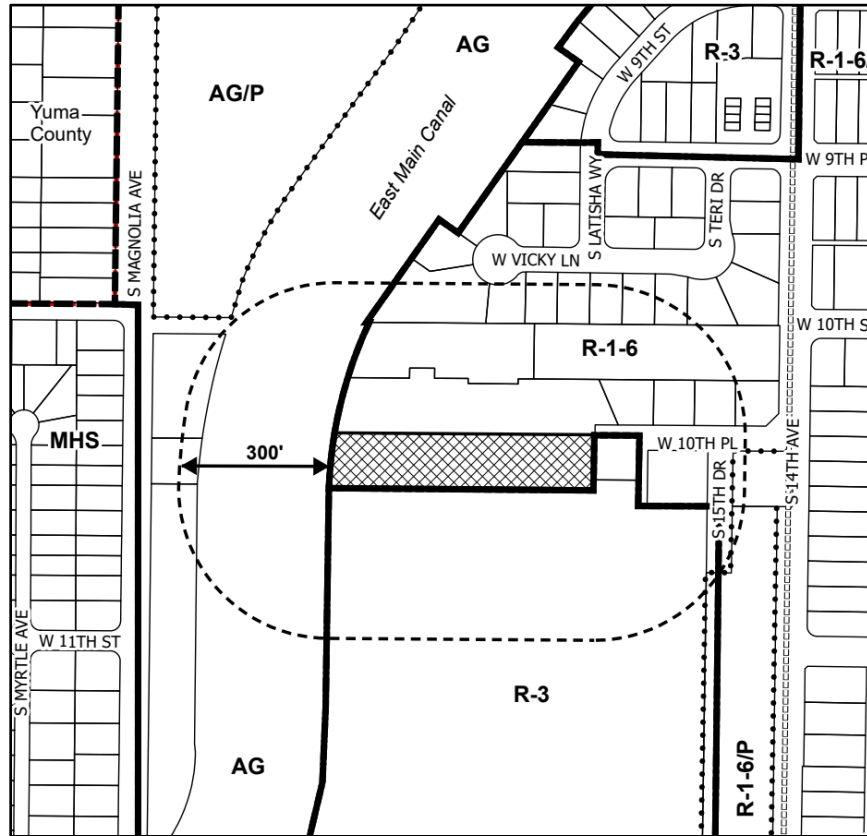 AG
W 9TH ST
R-3
R-1-6/
AG/P
Yuma
County
East Main Canal
S MAGNOLIA AVE
S LATISHA WY
S TERI DR
W 9TH P
W VICKY LN
W 10TH S
R-1-6
MHS
300'
W 10TH PL
S 15TH DR
S 14TH AVE
S MYRTLE AVE
W 11TH ST
R-3
AG
R-1-6/P